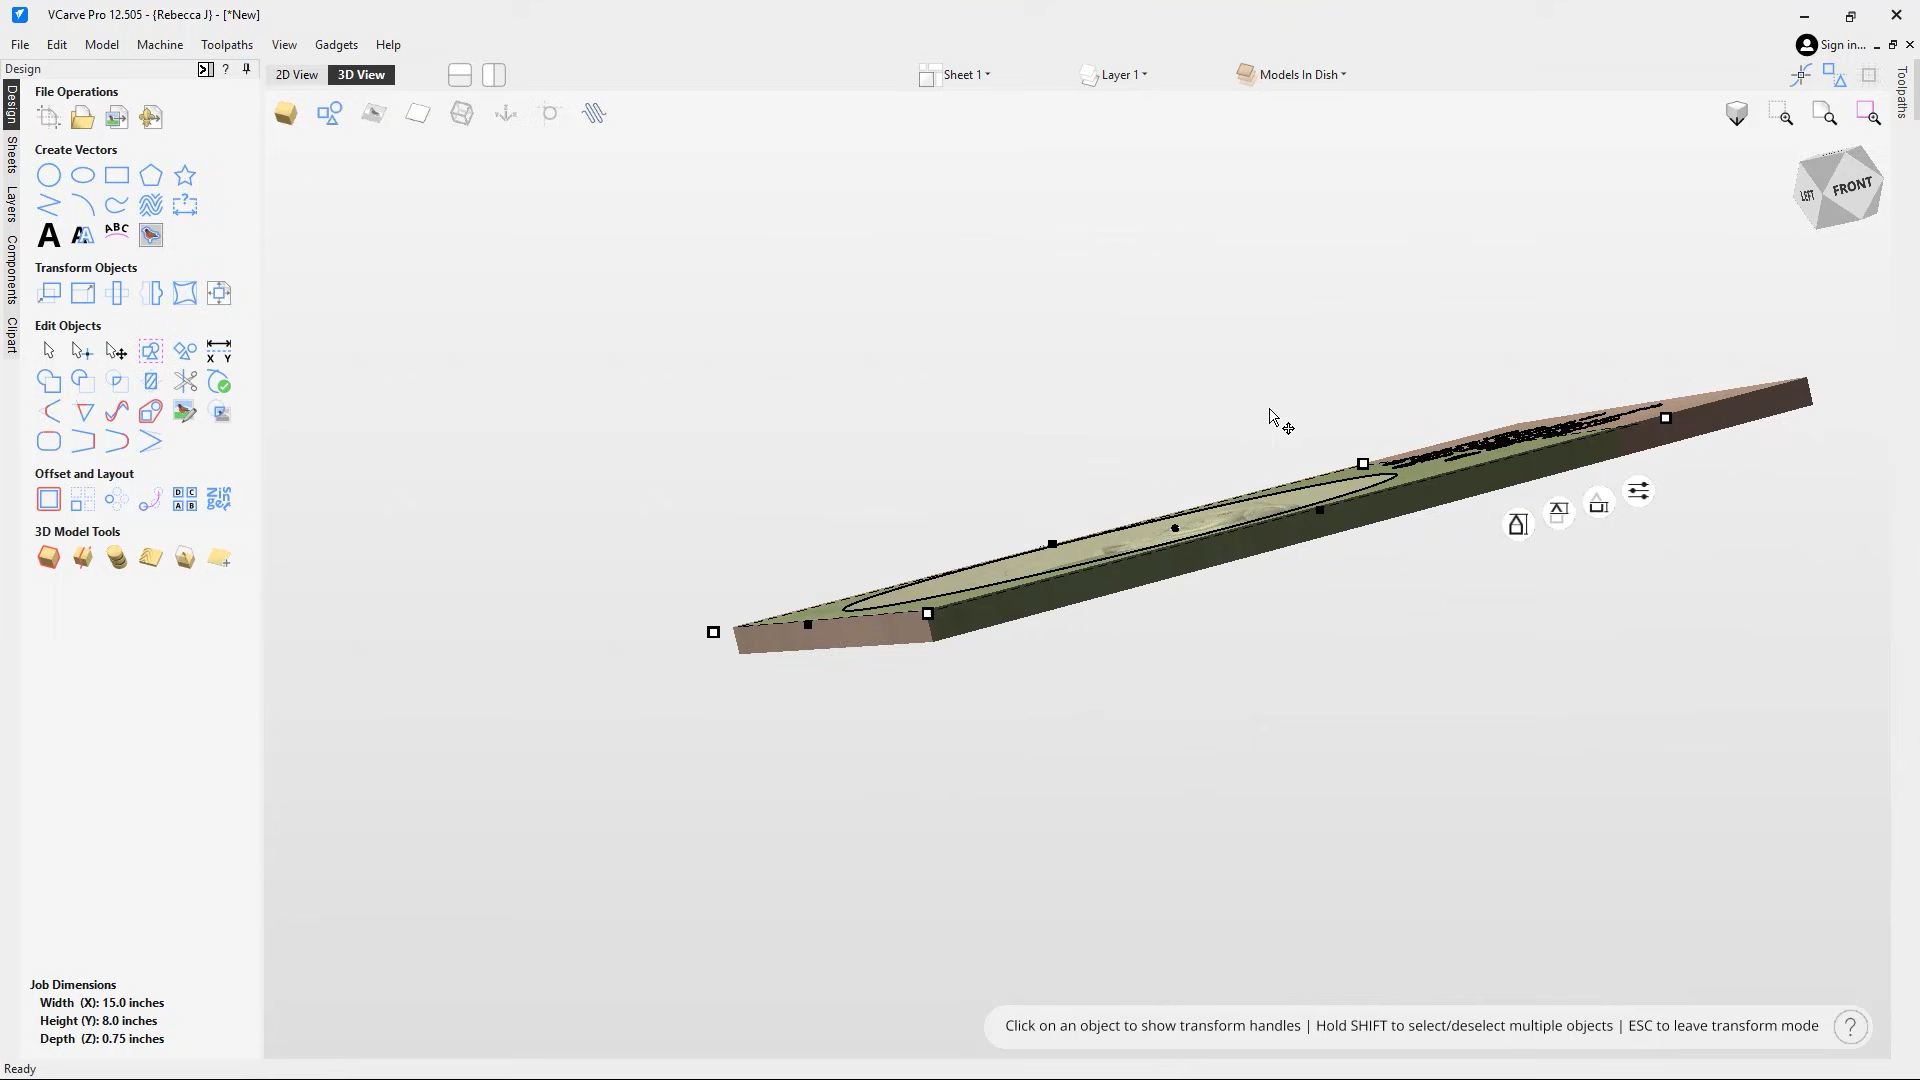 VCarve Pro 12.505 - {Rebecca J} - [*New]
File Edit Model Machine Toolpaths View Gadgets Help
Sign in...
Design
?
2D View
3D View
Sheet 1
Layer 1
Models In Dish
Toolpaths
Design
Sheets
Layers
Components
Clipart
File Operations
Create Vectors
A
A
ABC
Transform Objects
Edit Objects
X Y
Offset and Layout
D C
A B
3D Model Tools
LEFT
FRONT
Job Dimensions
Width (X): 15.0 inches
Height (Y): 8.0 inches
Depth (Z): 0.75 inches
Click on an object to show transform handles | Hold SHIFT to select/deselect multiple objects | ESC to leave transform mode
?
Ready